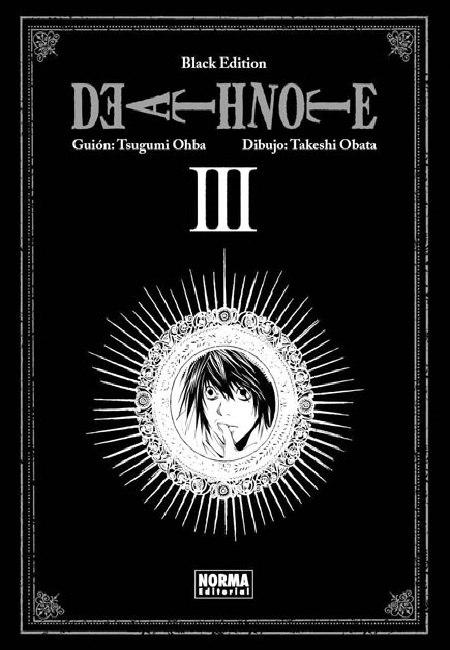 Black Edition
DEATHNOTE
Guión: Tsugumi Ohba Dibujo: Takeshi Obata
III
NORMA
Editorial